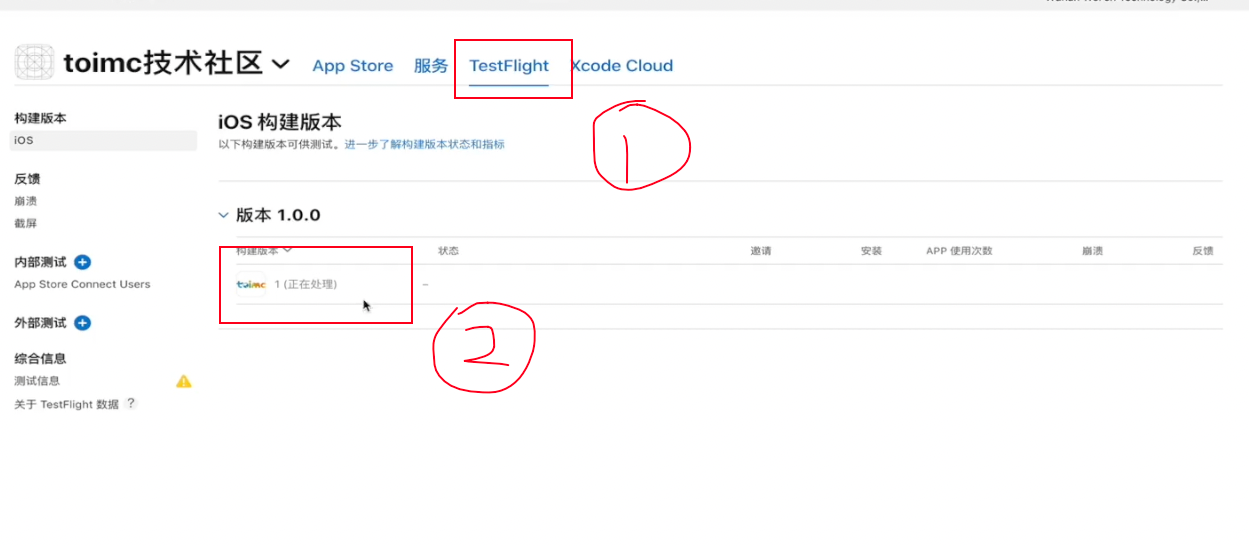 toimc技术社区 App Store 服务 TestFlight Xcode Cloud
构建版本
iOS
反馈
崩溃
截屏
内部测试
App Store Connect Users
外部测试
综合信息
测试信息
关于 TestFlight 数据 ?
iOS 构建版本
以下构建版本可供测试。进一步了解构建版本状态和指标
1
版本 1.0.0
构建版本 状态 邀请 安装 APP 使用次数 崩溃 反馈
toimc 1 (正在处理) –
2